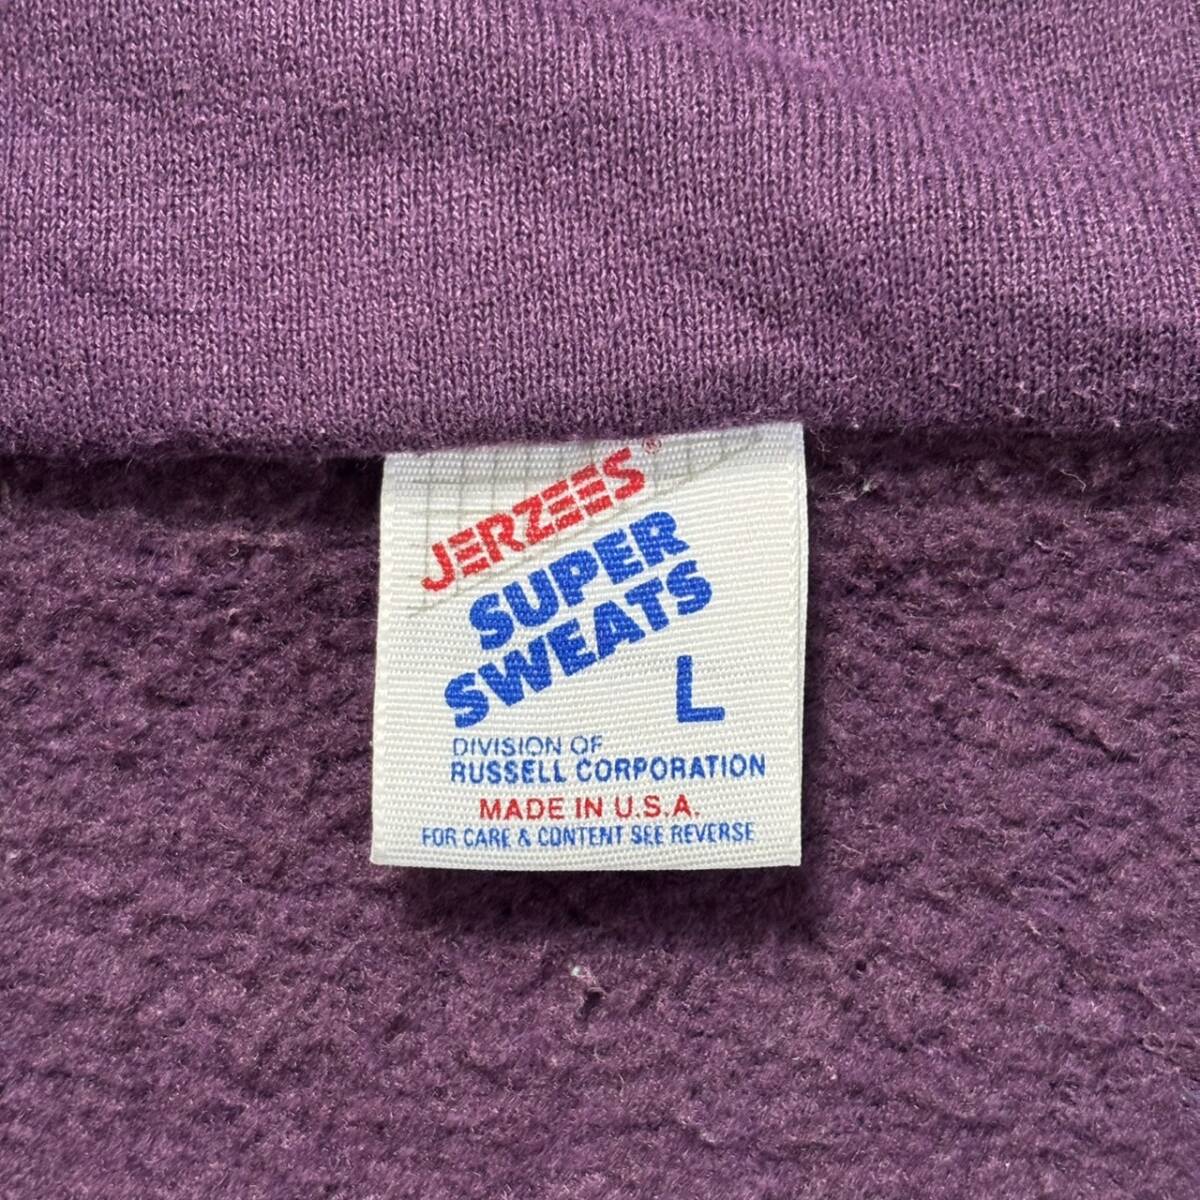 JERZEES®
SUPER
SWEATS
L
DIVISION OF
RUSSELL CORPORATION
MADE IN U.S.A.
FOR CARE & CONTENT SEE REVERSE